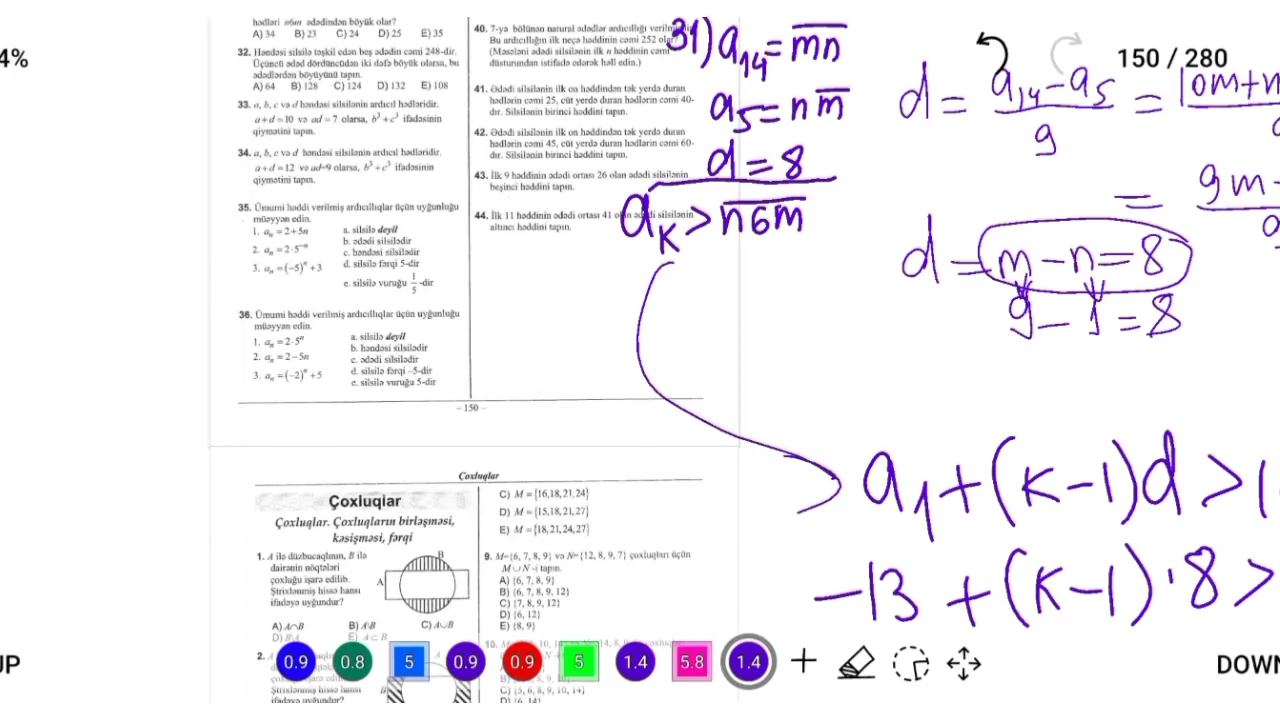 4%
150 / 280
hədləri n6m ədədindən böyük olar?
A) 34 B) 23 C) 24 D) 25 E) 35
32. Həndəsi silsilə təşkil edən beş ədədin cəmi 248-dir.
Üçüncü ədəd dördüncüdən iki dəfə böyük olarsa, bu
ədədlərdən böyüyünü tapın.
A) 64 B) 128 C) 124 D) 132 E) 108
33. a, b, c və d həndəsi silsilənin ardıcıl hədləridir.
a+d=10 və ad=7 olarsa, b³+c³ ifadəsinin
qiymətini tapın.
34. a, b, c və d həndəsi silsilənin ardıcıl hədləridir.
a+d=12 və ad=9 olarsa, b³+c³ ifadəsinin
qiymətini tapın.
35. Ümumi həddi verilmiş ardıcıllıqlar üçün uyğunluğu
müəyyən edin.
1. aₙ=2+5n a. silsilə deyil
b. ədədi silsilədir
2. aₙ=2·5⁻ⁿ c. həndəsi silsilədir
3. aₙ=(−5)ⁿ+3 d. silsilə fərqi 5-dir
e. silsilə vuruğu 1/5-dir
36. Ümumi həddi verilmiş ardıcıllıqlar üçün uyğunluğu
müəyyən edin.
1. aₙ=2·5ⁿ a. silsilə deyil
b. həndəsi silsilədir
2. aₙ=2−5n c. ədədi silsilədir
3. aₙ=(−2)ⁿ+5 d. silsilə fərqi −5-dir
e. silsilə vuruğu 5-dir
40. 7-yə bölünən natural ədədlər ardıcıllığı
Bu ardıcıllığın ilk neçə həddinin cəmi 252
(Məsələni ədədi silsilənin ilk n həddinin cəmi
düsturundan istifadə edərək həll edin.)
41. Ədədi silsilənin ilk on həddindən tək yerdə duran
hədlərin cəmi 25, cüt yerdə duran hədlərin cəmi 40-
dır. Silsilənin birinci həddini tapın.
42. Ədədi silsilənin ilk on həddindən tək yerdə duran
hədlərin cəmi 45, cüt yerdə duran hədlərin cəmi 60-
dır. Silsilənin birinci həddini tapın.
43. İlk 9 həddinin ədədi ortası 26 olan ədədi silsilənin
beşinci həddini tapın.
44. İlk 11 həddinin ədədi ortası 41 olan ədədi silsilənin
altıncı həddini tapın.
– 150 –
31) a₁₄ = mn
a₅ = nm
d = 8
aₖ > n6m
d = (a₁₄ − a₅)/9 = 10m+n
= 9m
d = m − n = 8
9 − 1 = 8
a₁ + (k−1)d >
−13 + (k−1)·8 >
Çoxluqlar
Çoxluqlar
Çoxluqlar. Çoxluqların birləşməsi,
kəsişməsi, fərqi
1. A ilə düzbucaqlının, B ilə
dairənin nöqtələri
çoxluğu işarə edilib.
Ştrixlənmiş hissə hansı
ifadəyə uyğundur?
A B
A) A∩B B) A\B C) A∪B
D) B\A E) A⊂B
2.
Ştrixlənmiş hissə hansı
ifadəyə uyğundur?
C) M={16,18,21,24}
D) M={15,18,21,27}
E) M={18,21,24,27}
9. M={6, 7, 8, 9} və N={12, 8, 9, 7} çoxluqları üçün
M∪N-i tapın.
A) {6, 7, 8, 9}
B) {6, 7, 8, 9, 12}
C) {7, 8, 9, 12}
D) {6, 12}
E) {8, 9}
10.
C) {5, 6, 8, 9, 10, 14}
D) {6, 14}
0.9 0.8 5 0.9 0.9 5 1.4 5.8 1.4
UP
DOWN